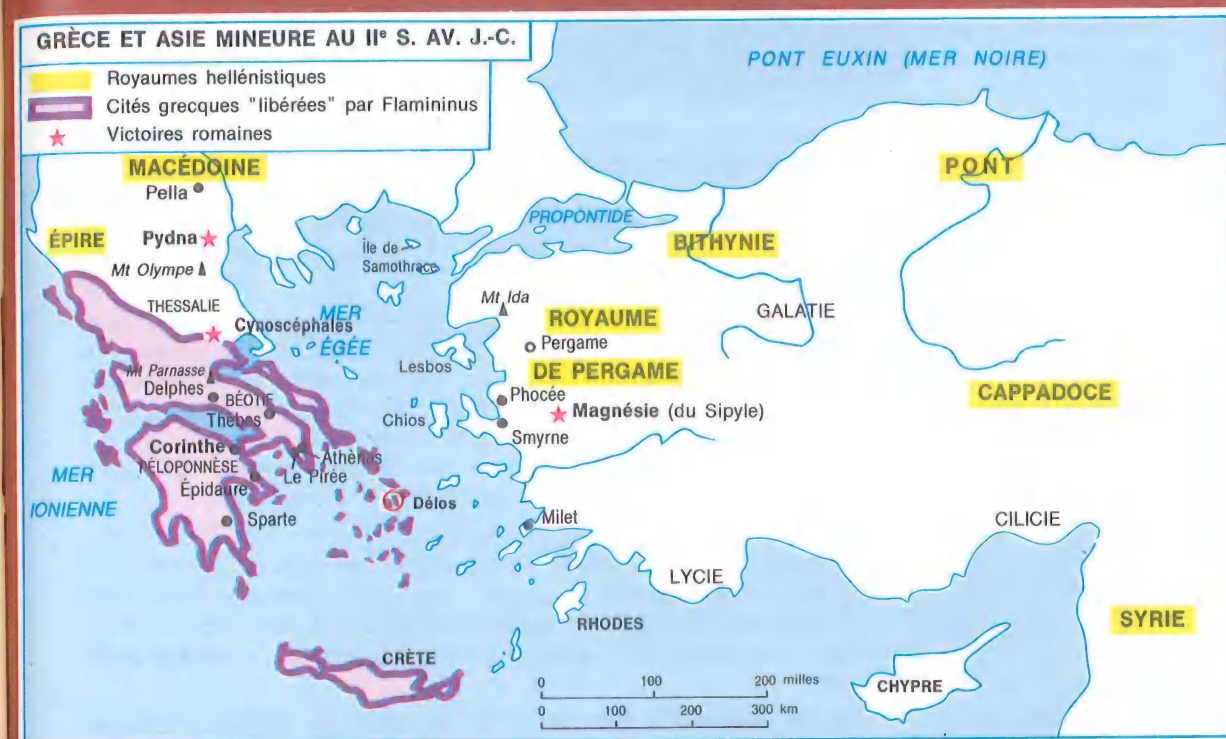 GRÈCE ET ASIE MINEURE AU IIᵉ S. AV. J.-C.
Royaumes hellénistiques
Cités grecques "libérées" par Flamininus
Victoires romaines
PONT EUXIN (MER NOIRE)
MACÉDOINE
Pella
PONT
ÉPIRE
Pydna
Mt Olympe
Île de
Samothrace
PROPONTIDE
BITHYNIE
THESSALIE
Cynoscéphales
MER
ÉGÉE
Mt Ida
ROYAUME
DE PERGAME
Pergame
GALATIE
Lesbos
CAPPADOCE
Mt Parnasse
Delphes
BÉOTIE
Thèbes
Chios
Phocée
Magnésie (du Sipyle)
Smyrne
Corinthe
PÉLOPONNÈSE
Athènes
Le Pirée
Épidaure
MER
IONIENNE
Sparte
Délos
Milet
CILICIE
LYCIE
RHODES
SYRIE
CRÈTE
CHYPRE
0 100 200 milles
0 100 200 300 km